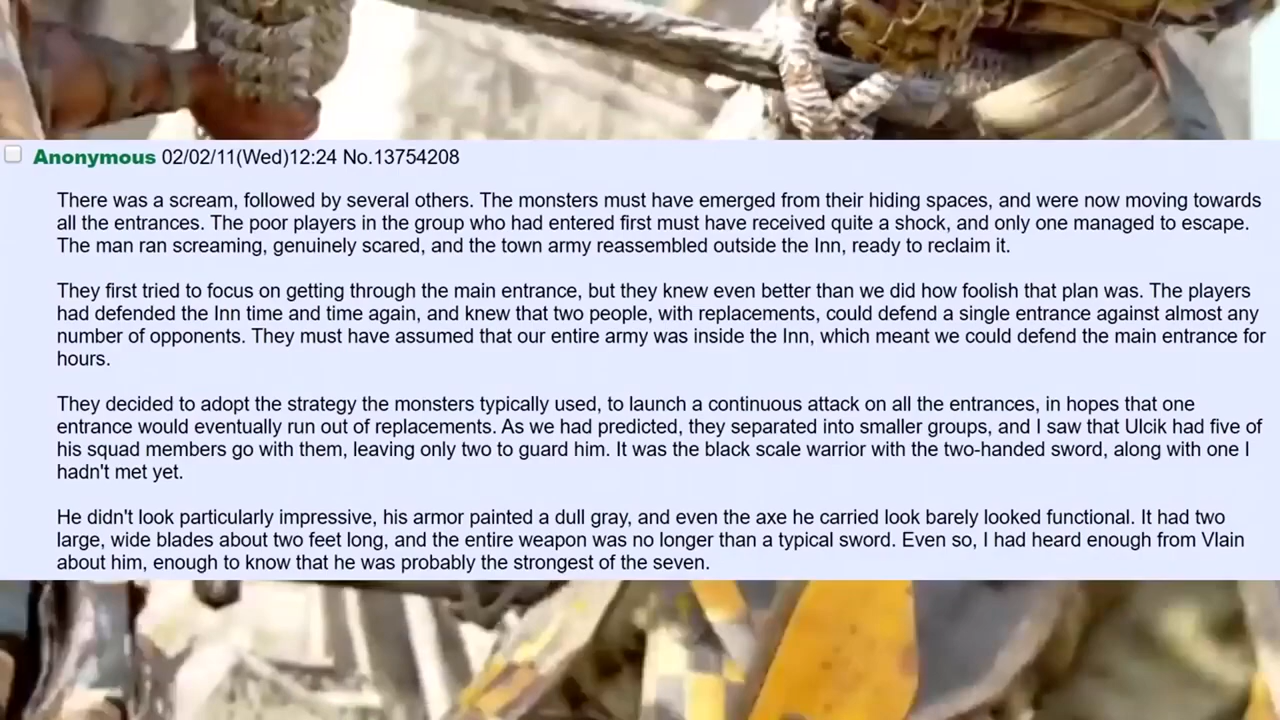 Anonymous 02/02/11(Wed)12:24 No.13754208
There was a scream, followed by several others. The monsters must have emerged from their hiding spaces, and were now moving towards
all the entrances. The poor players in the group who had entered first must have received quite a shock, and only one managed to escape.
The man ran screaming, genuinely scared, and the town army reassembled outside the Inn, ready to reclaim it.
They first tried to focus on getting through the main entrance, but they knew even better than we did how foolish that plan was. The players
had defended the Inn time and time again, and knew that two people, with replacements, could defend a single entrance against almost any
number of opponents. They must have assumed that our entire army was inside the Inn, which meant we could defend the main entrance for
hours.
They decided to adopt the strategy the monsters typically used, to launch a continuous attack on all the entrances, in hopes that one
entrance would eventually run out of replacements. As we had predicted, they separated into smaller groups, and I saw that Ulcik had five of
his squad members go with them, leaving only two to guard him. It was the black scale warrior with the two-handed sword, along with one I
hadn't met yet.
He didn't look particularly impressive, his armor painted a dull gray, and even the axe he carried look barely looked functional. It had two
large, wide blades about two feet long, and the entire weapon was no longer than a typical sword. Even so, I had heard enough from Vlain
about him, enough to know that he was probably the strongest of the seven.